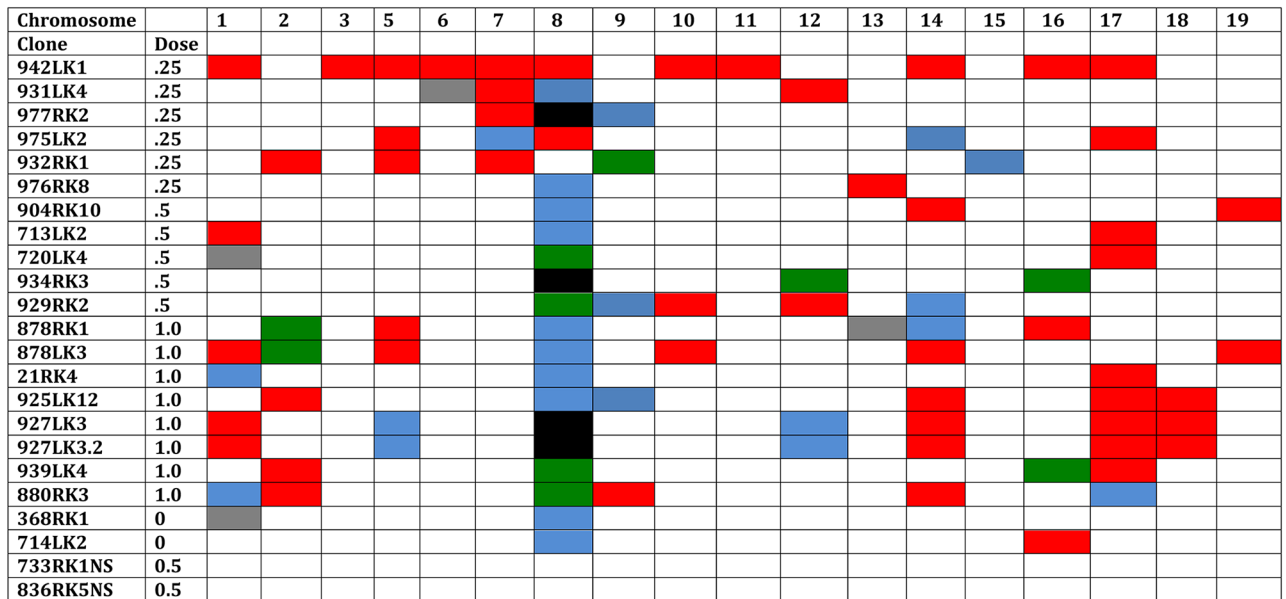 Chromosome 1 2 3 5 6 7 8 9 10 11 12 13 14 15 16 17 18 19
Clone Dose
942LK1 .25
931LK4 .25
977RK2 .25
975LK2 .25
932RK1 .25
976RK8 .25
904RK10 .5
713LK2 .5
720LK4 .5
934RK3 .5
929RK2 .5
878RK1 1.0
878LK3 1.0
21RK4 1.0
925LK12 1.0
927LK3 1.0
927LK3.2 1.0
939LK4 1.0
880RK3 1.0
368RK1 0
714LK2 0
733RK1NS 0.5
836RK5NS 0.5